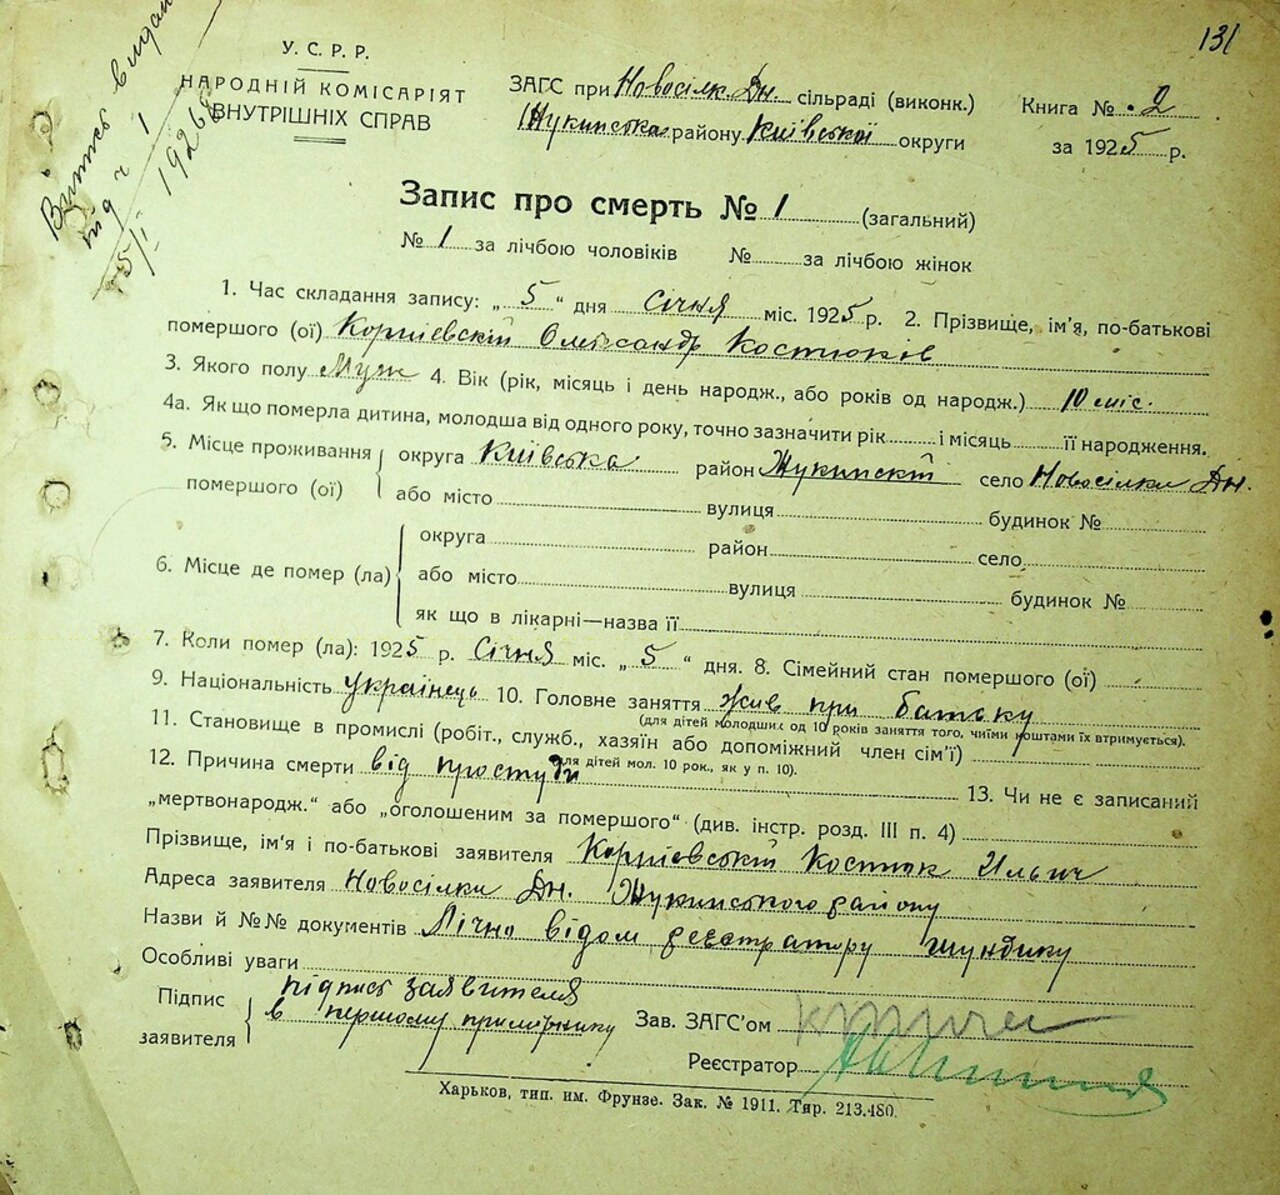 131
Витяг видан
5/I 1926
У. С. Р. Р.
НАРОДНІЙ КОМІСАРІЯТ
ВНУТРІШНІХ СПРАВ
ЗАГС при Новосілк. Дн. сільраді (виконк.)
Жукинська району Київської округи
Книга № 2
за 1925 р.
Запис про смерть № 1 (загальний)
№ 1 за лічбою чоловіків № за лічбою жінок
1. Час складання запису: „ 5 “ дня Січня міс. 1925 р. 2. Прізвище, ім'я, по-батькові
помершого (ої) Корнієвскій Олександр Костюків
3. Якого полу Муж 4. Вік (рік, місяць і день народж., або років од народж.) 10 міс.
4а. Як що померла дитина, молодша від одного року, точно зазначити рік і місяць її народження.
5. Місце проживання помершого (ої) округа Київська район Жукинскій село Новосілки Дн.
або місто вулиця будинок №
6. Місце де помер (ла) округа район село
або місто вулиця будинок №
як що в лікарні—назва її
7. Коли помер (ла): 1925 р. Січня міс. „ 5 “ дня. 8. Сімейний стан помершого (ої)
9. Національність Українець 10. Головне заняття жив при батьку
(для дітей молодших од 10 років заняття того, чиїми коштами їх втримується).
11. Становище в промислі (робіт., служб., хазяїн або допоміжний член сім'ї)
(для дітей мол. 10 рок., як у п. 10).
12. Причина смерти від простуди 13. Чи не є записаний
„мертвонародж.“ або „оголошеним за помершого“ (див. інстр. розд. III п. 4)
Прізвище, ім'я і по-батькові заявителя Корнієвській Костюк Ильич
Адреса заявителя Новосілки Дн. Жукинського району
Назви й №№ документів Лічно відом реєстратору
Особливі уваги
Підпис заявителя підпис заявителя
в першому примірнику
Зав. ЗАГС'ом
Реєстратор
Харьков, тип. им. Фрунзе. Зак. № 1911. Тир. 213.480.